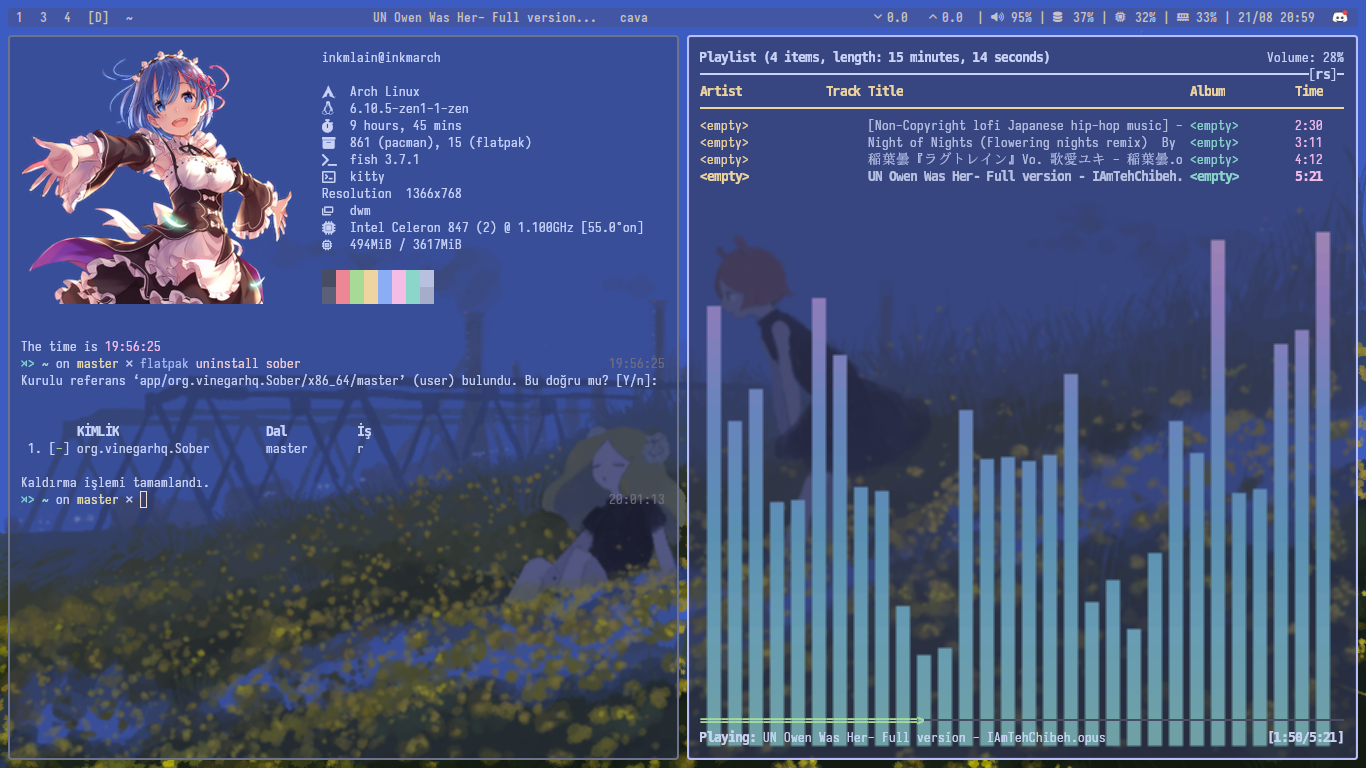 1 3 4 [D] ~ UN Owen Was Her- Full version... cava 0.0 0.0 | 95% | 37% | 32% | 33% | 21/08 20:59
inkmlain@inkmarch
Arch Linux
6.10.5-zen1-1-zen
9 hours, 45 mins
861 (pacman), 15 (flatpak)
fish 3.7.1
kitty
Resolution 1366x768
dwm
Intel Celeron 847 (2) @ 1.100GHz [55.0°on]
494MiB / 3617MiB
The time is 19:56:25
~ on master × flatpak uninstall sober 19:56:25
Kurulu referans ‘app/org.vinegarhq.Sober/x86_64/master’ (user) bulundu. Bu doğru mu? [Y/n]:
KİMLİK Dal İş
1. [-] org.vinegarhq.Sober master r
Kaldırma işlemi tamamlandı.
~ on master × 20:01:13
Playlist (4 items, length: 15 minutes, 14 seconds) Volume: 28%
[rs]
Artist Track Title Album Time
<empty> [Non-Copyright lofi Japanese hip-hop music] - <empty> 2:30
<empty> Night of Nights (Flowering nights remix) By <empty> 3:11
<empty> 稲葉曇『ラグトレイン』Vo. 歌愛ユキ - 稲葉曇.o <empty> 4:12
<empty> UN Owen Was Her- Full version - IAmTehChibeh. <empty> 5:21
Playing: UN Owen Was Her- Full version - IAmTehChibeh.opus [1:50/5:21]